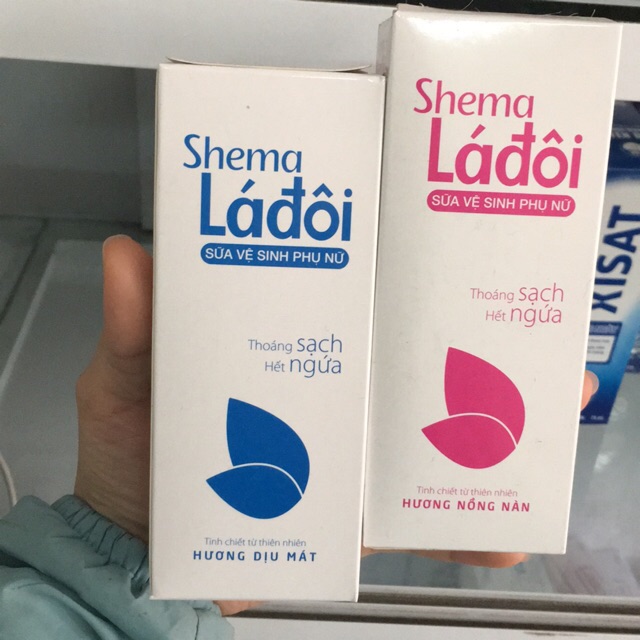 Shema
Láđôi
SỮA VỆ SINH PHỤ NỮ
Thoáng sạch
Hết ngứa
Tinh chiết từ thiên nhiên
HƯƠNG DỊU MÁT
Shema
Láđôi
SỮA VỆ SINH PHỤ NỮ
Thoáng sạch
Hết ngứa
Tinh chiết từ thiên nhiên
HƯƠNG NỒNG NÀN
XISAT